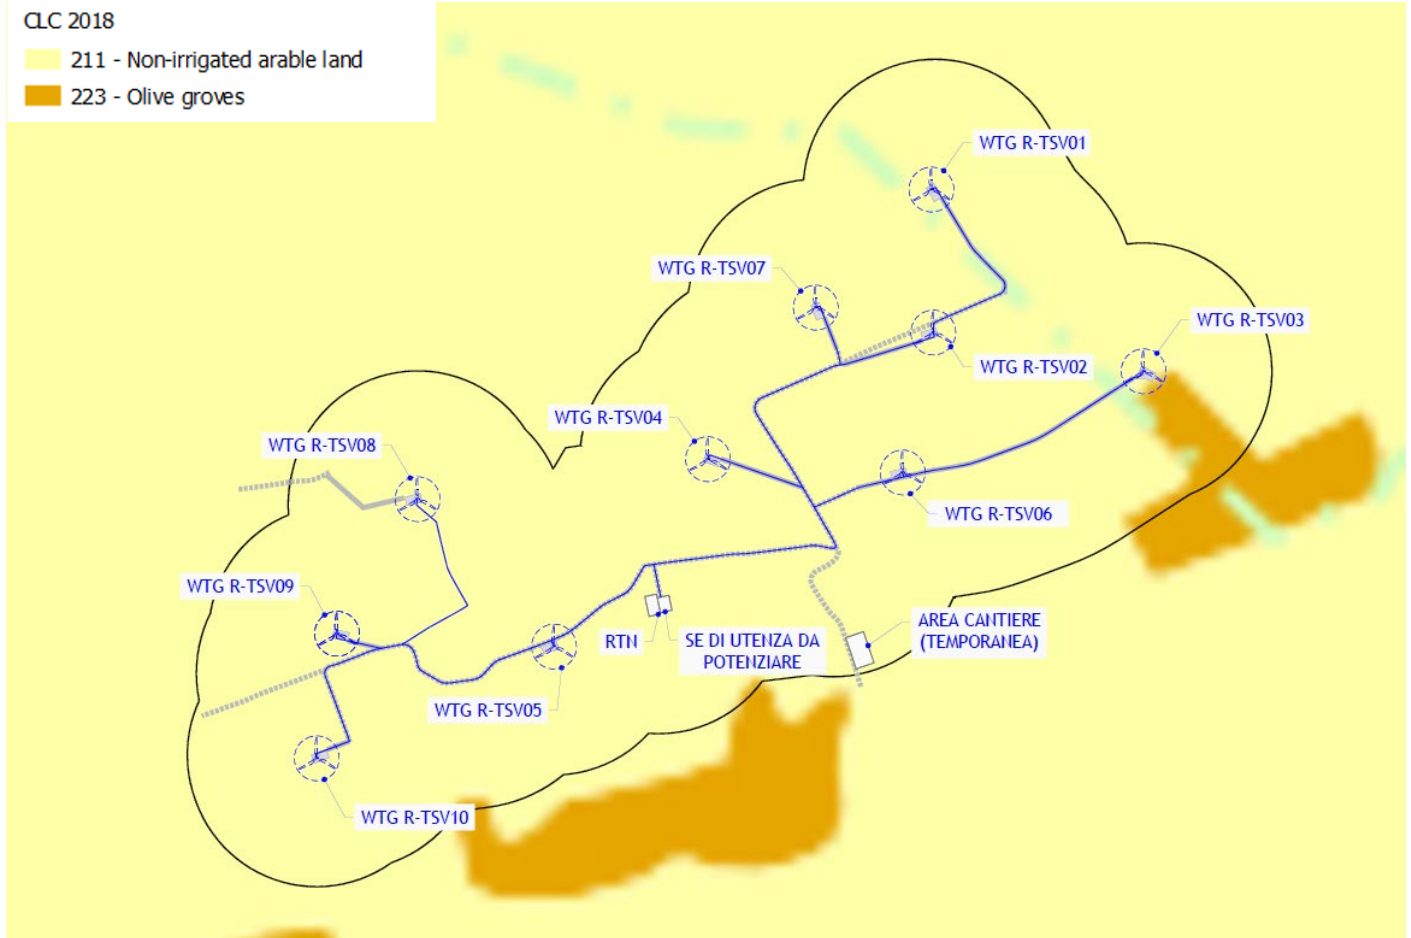 CLC 2018
211 - Non-irrigated arable land
223 - Olive groves
WTG R-TSV01
WTG R-TSV07
WTG R-TSV03
WTG R-TSV02
WTG R-TSV04
WTG R-TSV08
WTG R-TSV06
WTG R-TSV09
AREA CANTIERE
(TEMPORANEA)
RTN
SE DI UTENZA DA
POTENZIARE
WTG R-TSV05
WTG R-TSV10